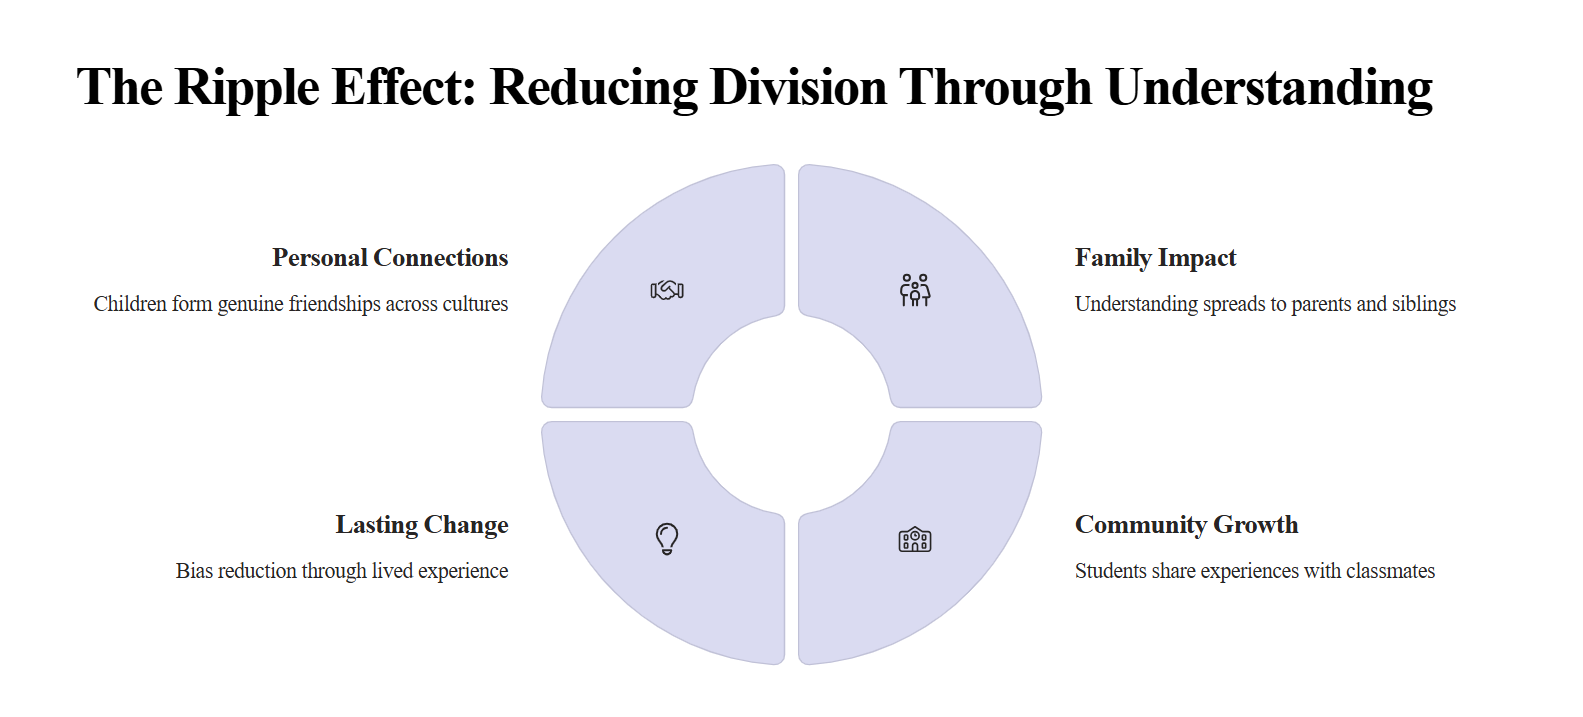 The Ripple Effect: Reducing Division Through Understanding
Personal Connections
Children form genuine friendships across cultures
Family Impact
Understanding spreads to parents and siblings
Lasting Change
Bias reduction through lived experience
Community Growth
Students share experiences with classmates